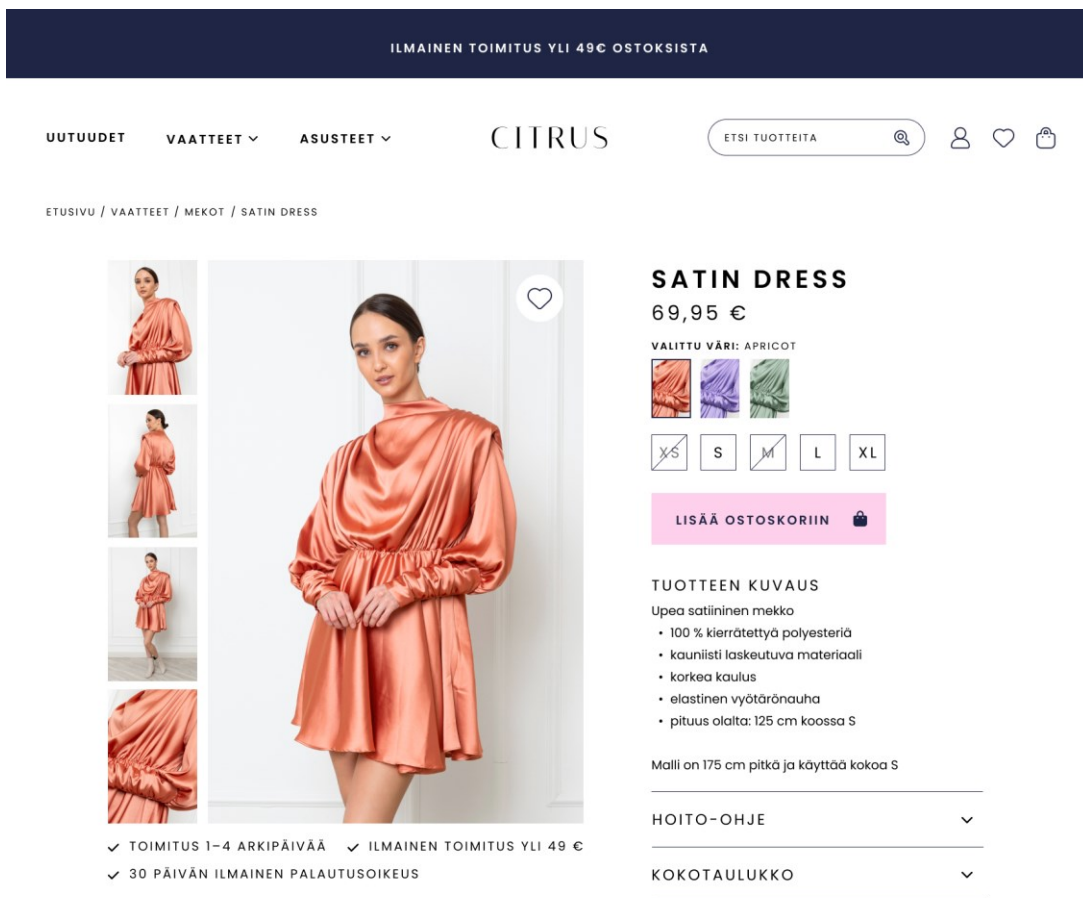 ILMAINEN TOIMITUS YLI 49€ OSTOKSISTA
UUTUUDET VAATTEET ASUSTEET CITRUS ETSI TUOTTEITA
ETUSIVU / VAATTEET / MEKOT / SATIN DRESS
SATIN DRESS
69,95 €
VALITTU VÄRI: APRICOT
XS S M L XL
LISÄÄ OSTOSKORIIN
TUOTTEEN KUVAUS
Upea satiininen mekko
• 100 % kierrätettyä polyesteriä
• kauniisti laskeutuva materiaali
• korkea kaulus
• elastinen vyötärönauha
• pituus olalta: 125 cm koossa S
Malli on 175 cm pitkä ja käyttää kokoa S
HOITO-OHJE
KOKOTAULUKKO
TOIMITUS 1–4 ARKIPÄIVÄÄ ILMAINEN TOIMITUS YLI 49 €
30 PÄIVÄN ILMAINEN PALAUTUSOIKEUS